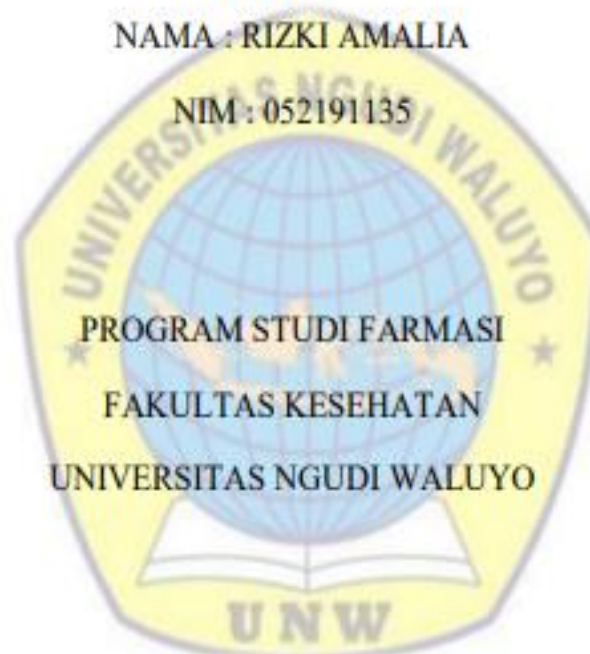 NAMA : RIZKI AMALIA
NIM : 052191135
UNIVERSITAS NGUDI WALUYO
PROGRAM STUDI FARMASI
FAKULTAS KESEHATAN
UNIVERSITAS NGUDI WALUYO
UNW